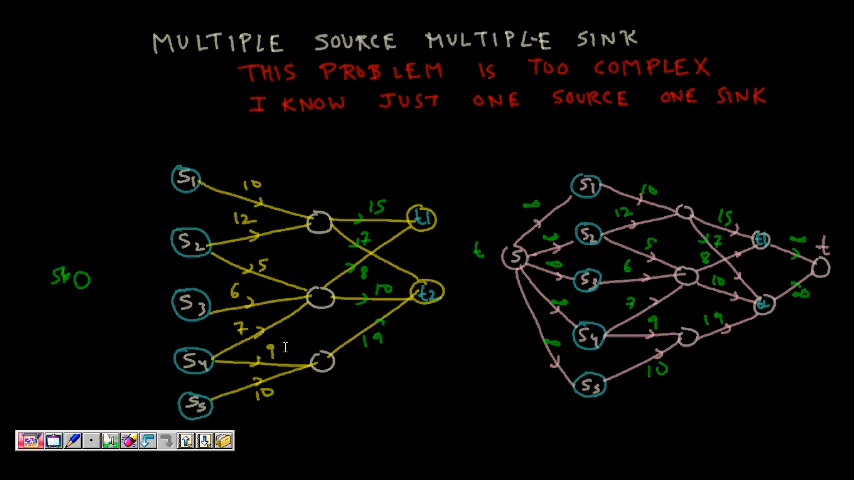 MULTIPLE SOURCE MULTIPLE SINK
THIS PROBLEM IS TOO COMPLEX
I KNOW JUST ONE SOURCE ONE SINK
S1
10
12
S2
5
S3
6
7
S4
9
10
S5
15
7
8
10
19
t1
t2
t
S
∞
∞
∞
∞
∞
S1
10
S2
12
5
S3
6
7
S4
9
10
S5
15
7
8
10
19
t1
∞
∞
t